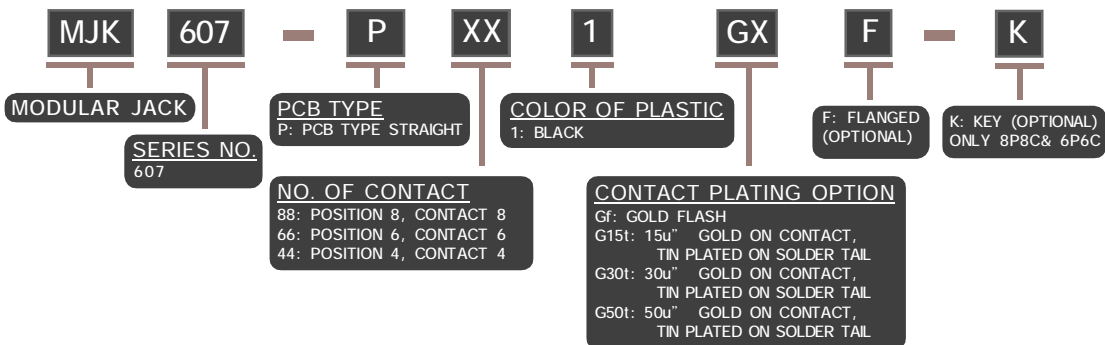 MJK 607 - P XX 1 GX F - K
MODULAR JACK
SERIES NO.
607
PCB TYPE
P: PCB TYPE STRAIGHT
NO. OF CONTACT
88: POSITION 8, CONTACT 8
66: POSITION 6, CONTACT 6
44: POSITION 4, CONTACT 4
COLOR OF PLASTIC
1: BLACK
CONTACT PLATING OPTION
Gf: GOLD FLASH
G15t: 15u” GOLD ON CONTACT,
TIN PLATED ON SOLDER TAIL
G30t: 30u” GOLD ON CONTACT,
TIN PLATED ON SOLDER TAIL
G50t: 50u” GOLD ON CONTACT,
TIN PLATED ON SOLDER TAIL
F: FLANGED
(OPTIONAL)
K: KEY (OPTIONAL)
ONLY 8P8C& 6P6C